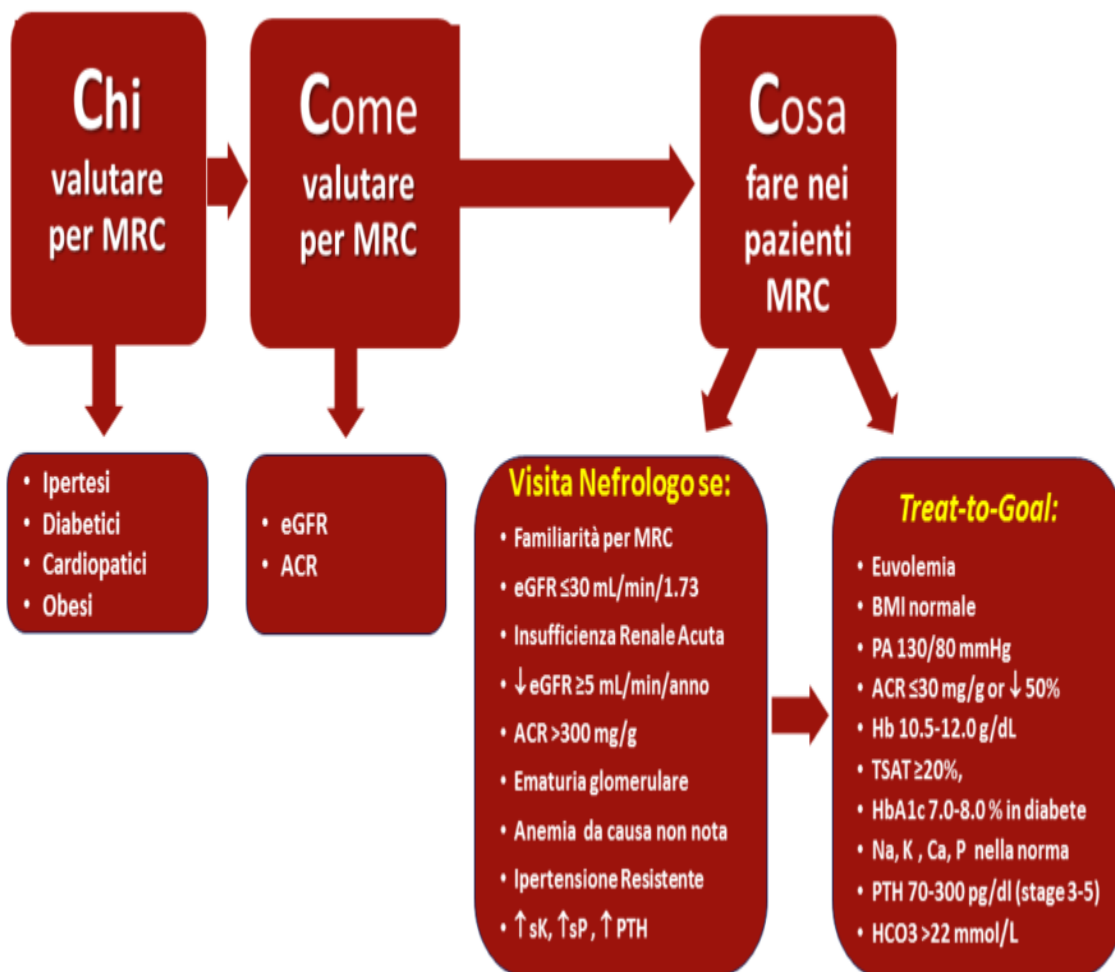 Chi
valutare
per MRC
Come
valutare
per MRC
Cosa
fare nei
pazienti
MRC
• Ipertesi
• Diabetici
• Cardiopatici
• Obesi
• eGFR
• ACR
Visita Nefrologo se:
• Familiarità per MRC
• eGFR ≤30 mL/min/1.73
• Insufficienza Renale Acuta
• ↓eGFR ≥5 mL/min/anno
• ACR >300 mg/g
• Ematuria glomerulare
• Anemia da causa non nota
• Ipertensione Resistente
• ↑sK, ↑sP , ↑ PTH
Treat-to-Goal:
• Euvolemia
• BMI normale
• PA 130/80 mmHg
• ACR ≤30 mg/g or ↓ 50%
• Hb 10.5-12.0 g/dL
• TSAT ≥20%,
• HbA1c 7.0-8.0 % in diabete
• Na, K , Ca, P nella norma
• PTH 70-300 pg/dl (stage 3-5)
• HCO3 >22 mmol/L